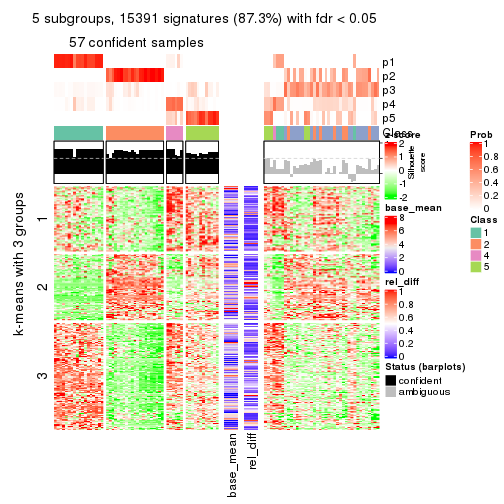 5 subgroups, 15391 signatures (87.3%) with fdr < 0.05
57 confident samples
p1
p2
p3
p4
p5
Class
k-means with 3 groups
1
2
3
base_mean
rel_diff
z-score
2
1
0
-1
-2
Silhouette
score
base_mean
8
6
4
2
0
rel_diff
1
0.8
0.6
0.4
0.2
0
Status (barplots)
confident
ambiguous
Prob
1
0.8
0.6
0.4
0.2
0
Class
1
2
4
5